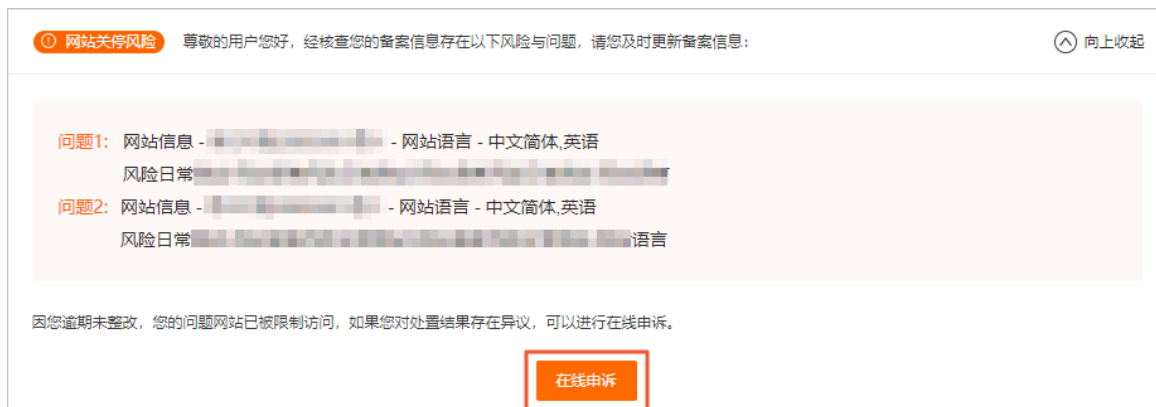 网站关停风险 尊敬的用户您好，经核查您的备案信息存在以下风险与问题，请您及时更新备案信息： 向上收起
问题1： 网站信息 - - 网站语言 - 中文简体,英语
风险日常
问题2： 网站信息 - - 网站语言 - 中文简体,英语
风险日常 语言
因您逾期未整改，您的问题网站已被限制访问，如果您对处置结果存在异议，可以进行在线申诉。
在线申诉